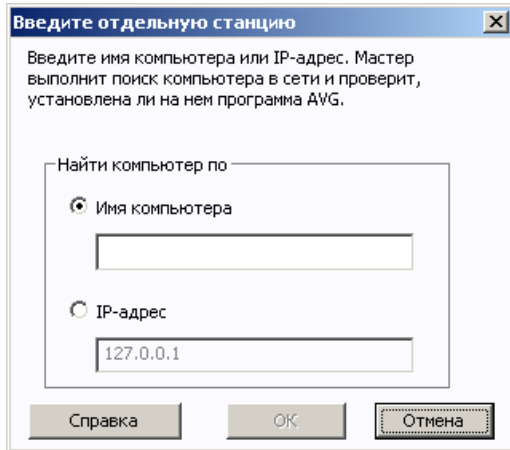 Введите отдельную станцию
Введите имя компьютера или IP-адрес. Мастер
выполнит поиск компьютера в сети и проверит,
установлена ли на нем программа AVG.
Найти компьютер по
Имя компьютера
IP-адрес
127.0.0.1
Справка ОК Отмена